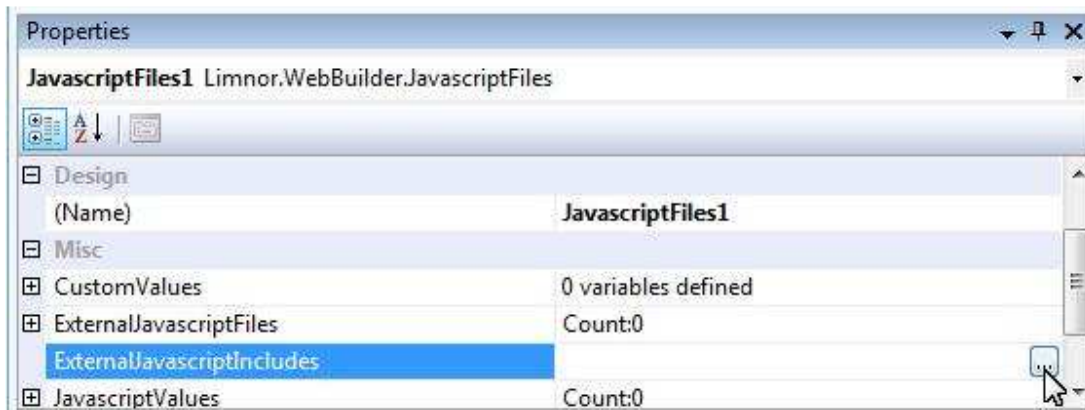 Properties
JavascriptFiles1 Limnor.WebBuilder.JavascriptFiles
Design
(Name) JavascriptFiles1
Misc
CustomValues 0 variables defined
ExternalJavascriptFiles Count:0
ExternalJavascriptIncludes ...
JavascriptValues Count:0